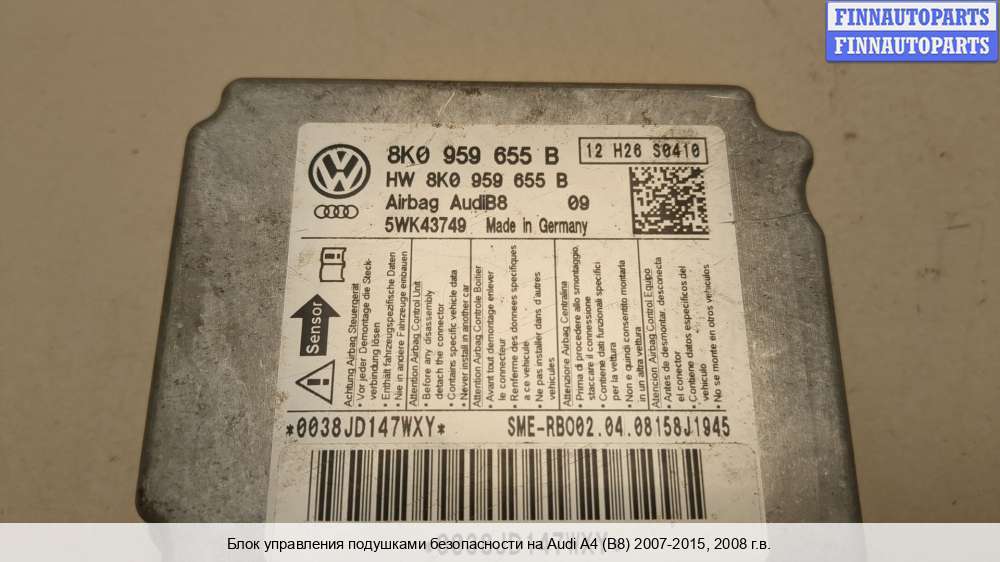 FINNAUTOPARTS
FINNAUTOPARTS
8K0 959 655 B
12 H26 S0410
HW 8K0 959 655 B
Airbag AudiB8 09
5WK43749 Made in Germany
Sensor
Achtung Airbag Steuergerät
• Vor jeder Demontage die Steck-
verbindung lösen
• Enthält fahrzeugspezifische Daten
• Nie in andere Fahrzeuge einbauen
Attention Airbag Control Unit
• Before any disassembly
detach the connector
• Contains specific vehicle data
• Never install in another car
Attention Airbag Controle Boitier
• Avant tout demontage enlever
le connecteur
• Renferme des donnees specifiques
a ce vehicule
• Ne pas installer dans d'autres
vehicules
Attenzione Airbag Centralina
• Prima di procedere allo smontaggio,
staccare il connessione
• Contiene dati funzionali specifici
per la vettura
• Non e quindi consentito montarla
in un altra vettura
Atencion Airbag Control Equipo
• Antes de desmontar, desconecta
el conector
• Contiene datos especificos del
vehiculo
• No se monte en otros vehiculos
*0038JD147WXY* SME-RB002.04.08158J1945
Блок управления подушками безопасности на Audi A4 (B8) 2007-2015, 2008 г.в.